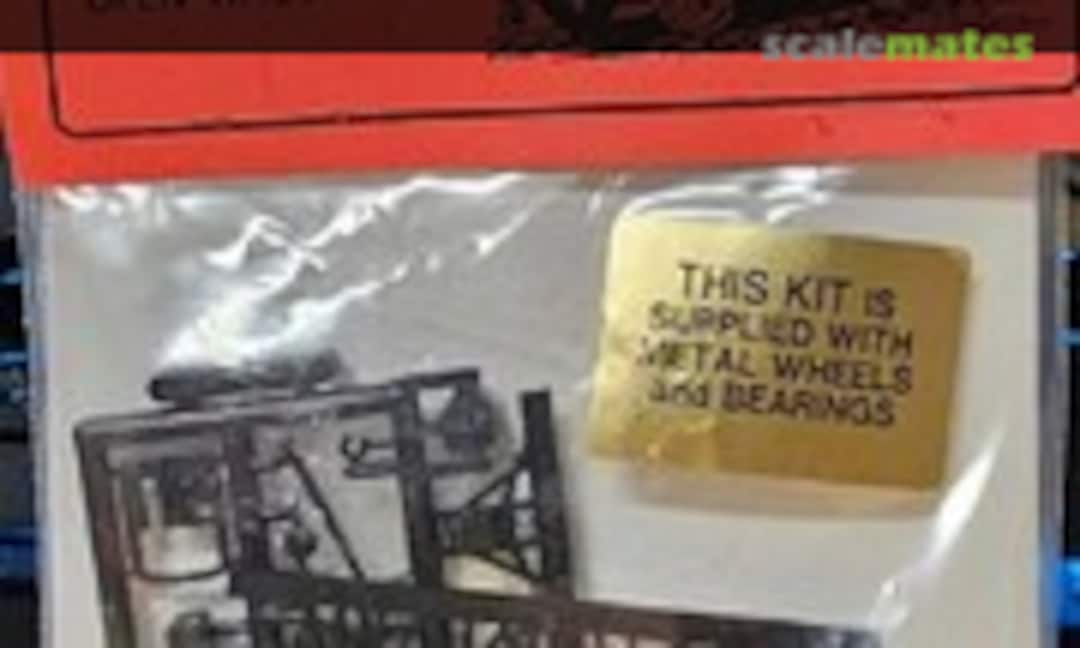 scalemates
THIS KIT IS
SUPPLIED WITH
METAL WHEELS
and BEARINGS